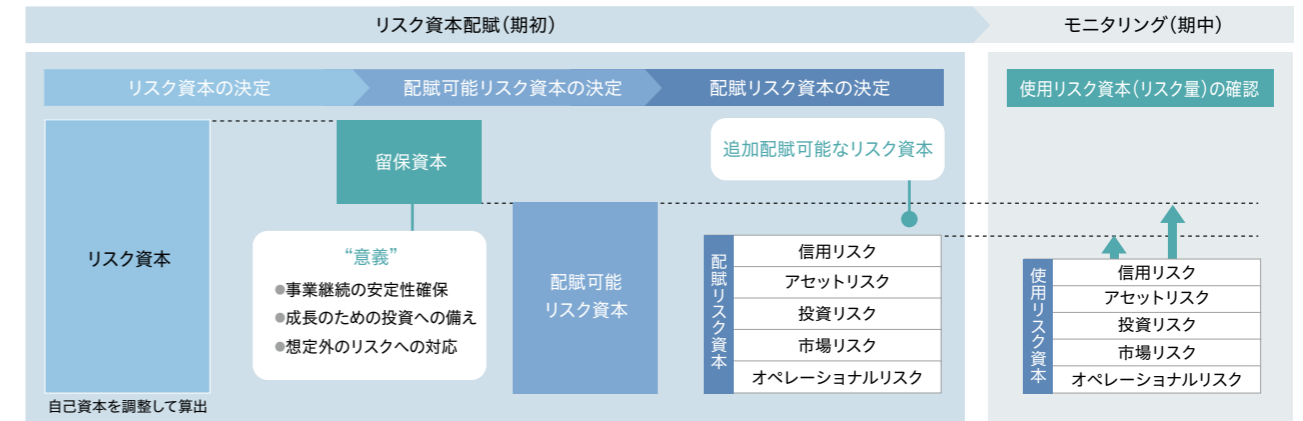 リスク資本配賦(期初)
モニタリング(期中)
リスク資本の決定
配賦可能リスク資本の決定
配賦リスク資本の決定
使用リスク資本(リスク量)の確認
リスク資本
自己資本を調整して算出
留保資本
“意義”
●事業継続の安定性確保
●成長のための投資への備え
●想定外のリスクへの対応
配賦可能
リスク資本
追加配賦可能なリスク資本
配賦リスク資本
信用リスク
アセットリスク
投資リスク
市場リスク
オペレーショナルリスク
使用リスク資本
信用リスク
アセットリスク
投資リスク
市場リスク
オペレーショナルリスク